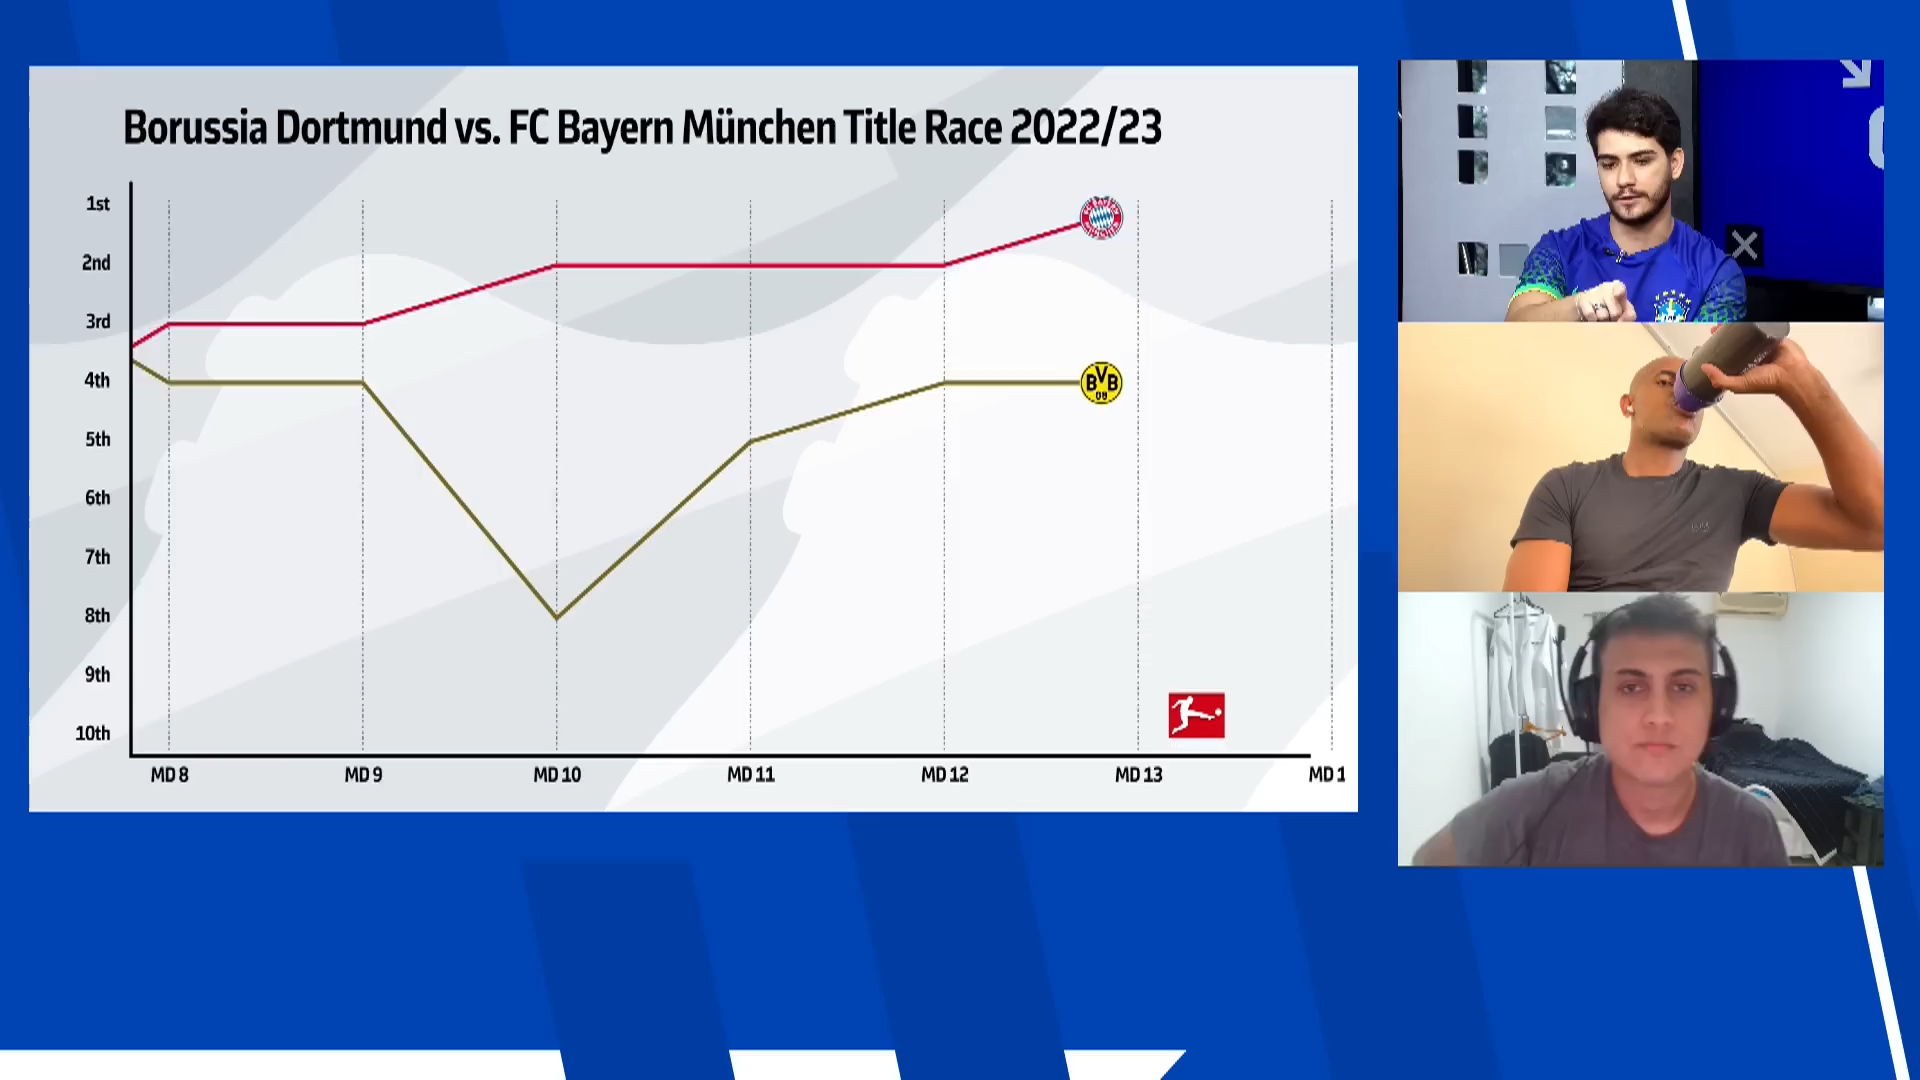 Borussia Dortmund vs. FC Bayern München Title Race 2022/23
1st
2nd
3rd
4th
5th
6th
7th
8th
9th
10th
BVB
09
MD 8
MD 9
MD 10
MD 11
MD 12
MD 13
MD 1